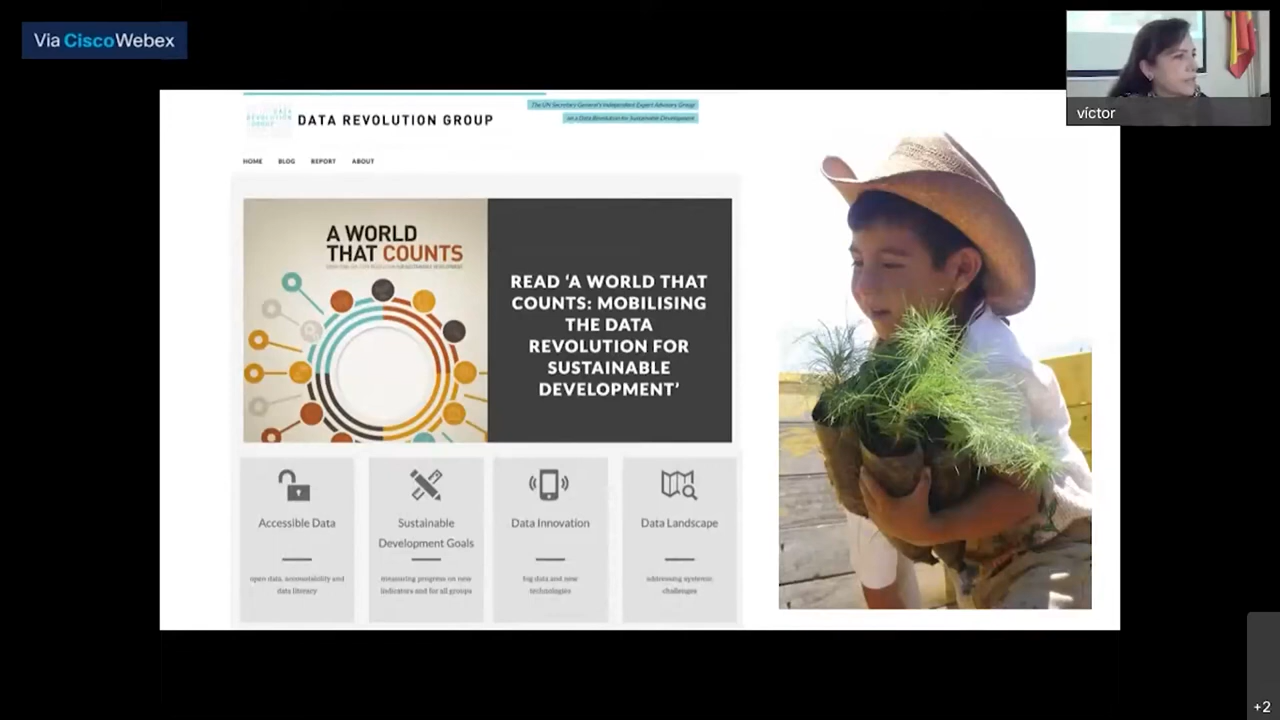 Via CiscoWebex
víctor
The UN Secretary General's Independent Expert Advisory Group
on a Data Revolution for Sustainable Development
DATA REVOLUTION GROUP
HOME BLOG REPORT ABOUT
A WORLD
THAT COUNTS
READ ‘A WORLD THAT
COUNTS: MOBILISING
THE DATA
REVOLUTION FOR
SUSTAINABLE
DEVELOPMENT’
Accessible Data
open data, accountability and
data literacy
Sustainable
Development Goals
measuring progress on new
indicators and for all groups
Data Innovation
big data and new
technologies
Data Landscape
addressing systemic
challenges
+2